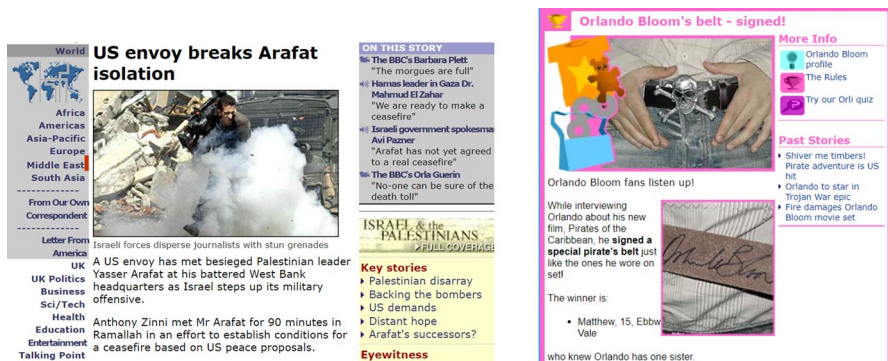 World
Africa
Americas
Asia-Pacific
Europe
Middle East
South Asia
-------------
From Our Own
Correspondent
-------------
Letter From
America
UK
UK Politics
Business
Sci/Tech
Health
Education
Entertainment
Talking Point
US envoy breaks Arafat
isolation
Israeli forces disperse journalists with stun grenades
A US envoy has met besieged Palestinian leader
Yasser Arafat at his battered West Bank
headquarters as Israel steps up its military
offensive.
Anthony Zinni met Mr Arafat for 90 minutes in
Ramallah in an effort to establish conditions for
a ceasefire based on US peace proposals.
ON THIS STORY
The BBC's Barbara Plett
"The morgues are full"
Hamas leader in Gaza Dr.
Mahmud El Zahar
"We are ready to make a
ceasefire"
Israeli government spokesma
Avi Pazner
"Arafat has not yet agreed
to a real ceasefire"
The BBC's Orla Guerin
"No-one can be sure of the
death toll"
ISRAEL & the
PALESTINIANS
FULL COVERAGE
Key stories
Palestinian disarray
Backing the bombers
US demands
Distant hope
Arafat's successors?
Eyewitness
Orlando Bloom's belt - signed!
Orlando Bloom fans listen up!
While interviewing
Orlando about his new
film, Pirates of the
Caribbean, he signed a
special pirate's belt just
like the ones he wore on
set!
The winner is:
• Matthew, 15, Ebbw
Vale
who knew Orlando has one sister.
More Info
Orlando Bloom
profile
The Rules
Try our Orli quiz
Past Stories
Shiver me timbers!
Pirate adventure is US
hit
Orlando to star in
Trojan War epic
Fire damages Orlando
Bloom movie set